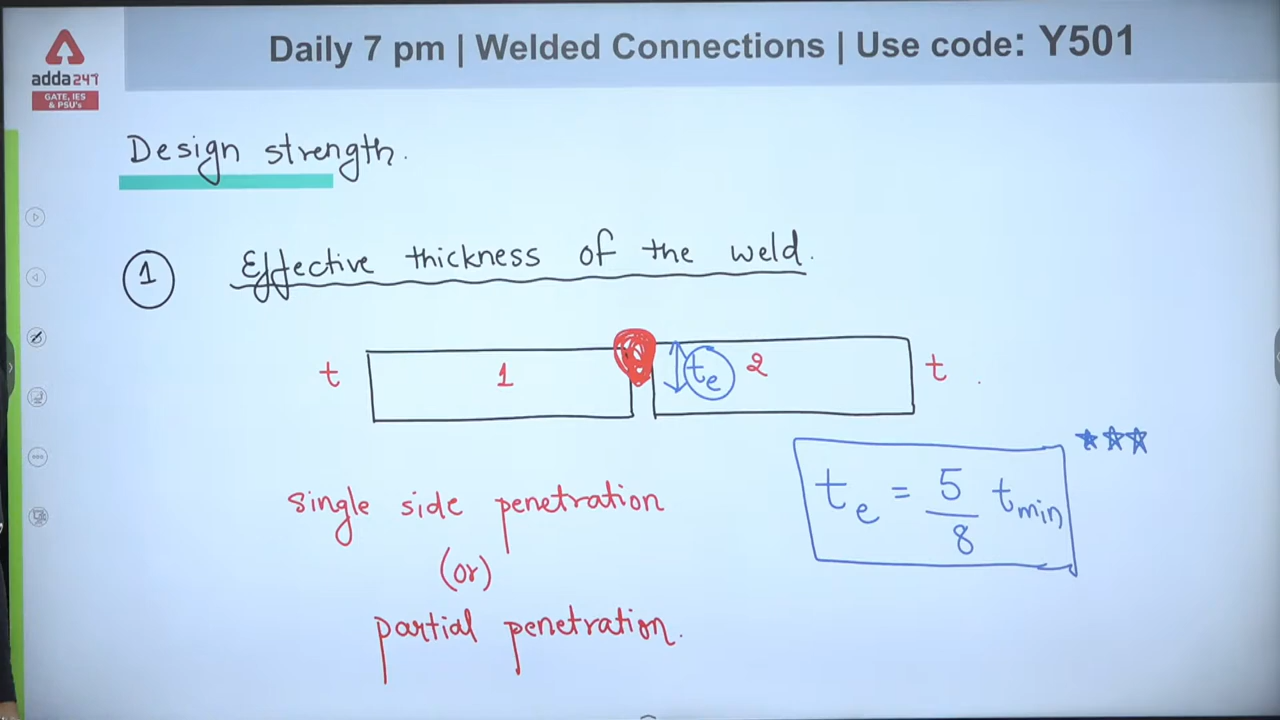 Daily 7 pm | Welded Connections | Use code: Y501
adda247
GATE, IES
& PSU's
Design strength.
1 Effective thickness of the weld.
t 1 te 2 t
te = 5/8 tmin
single side penetration
(or)
partial penetration.